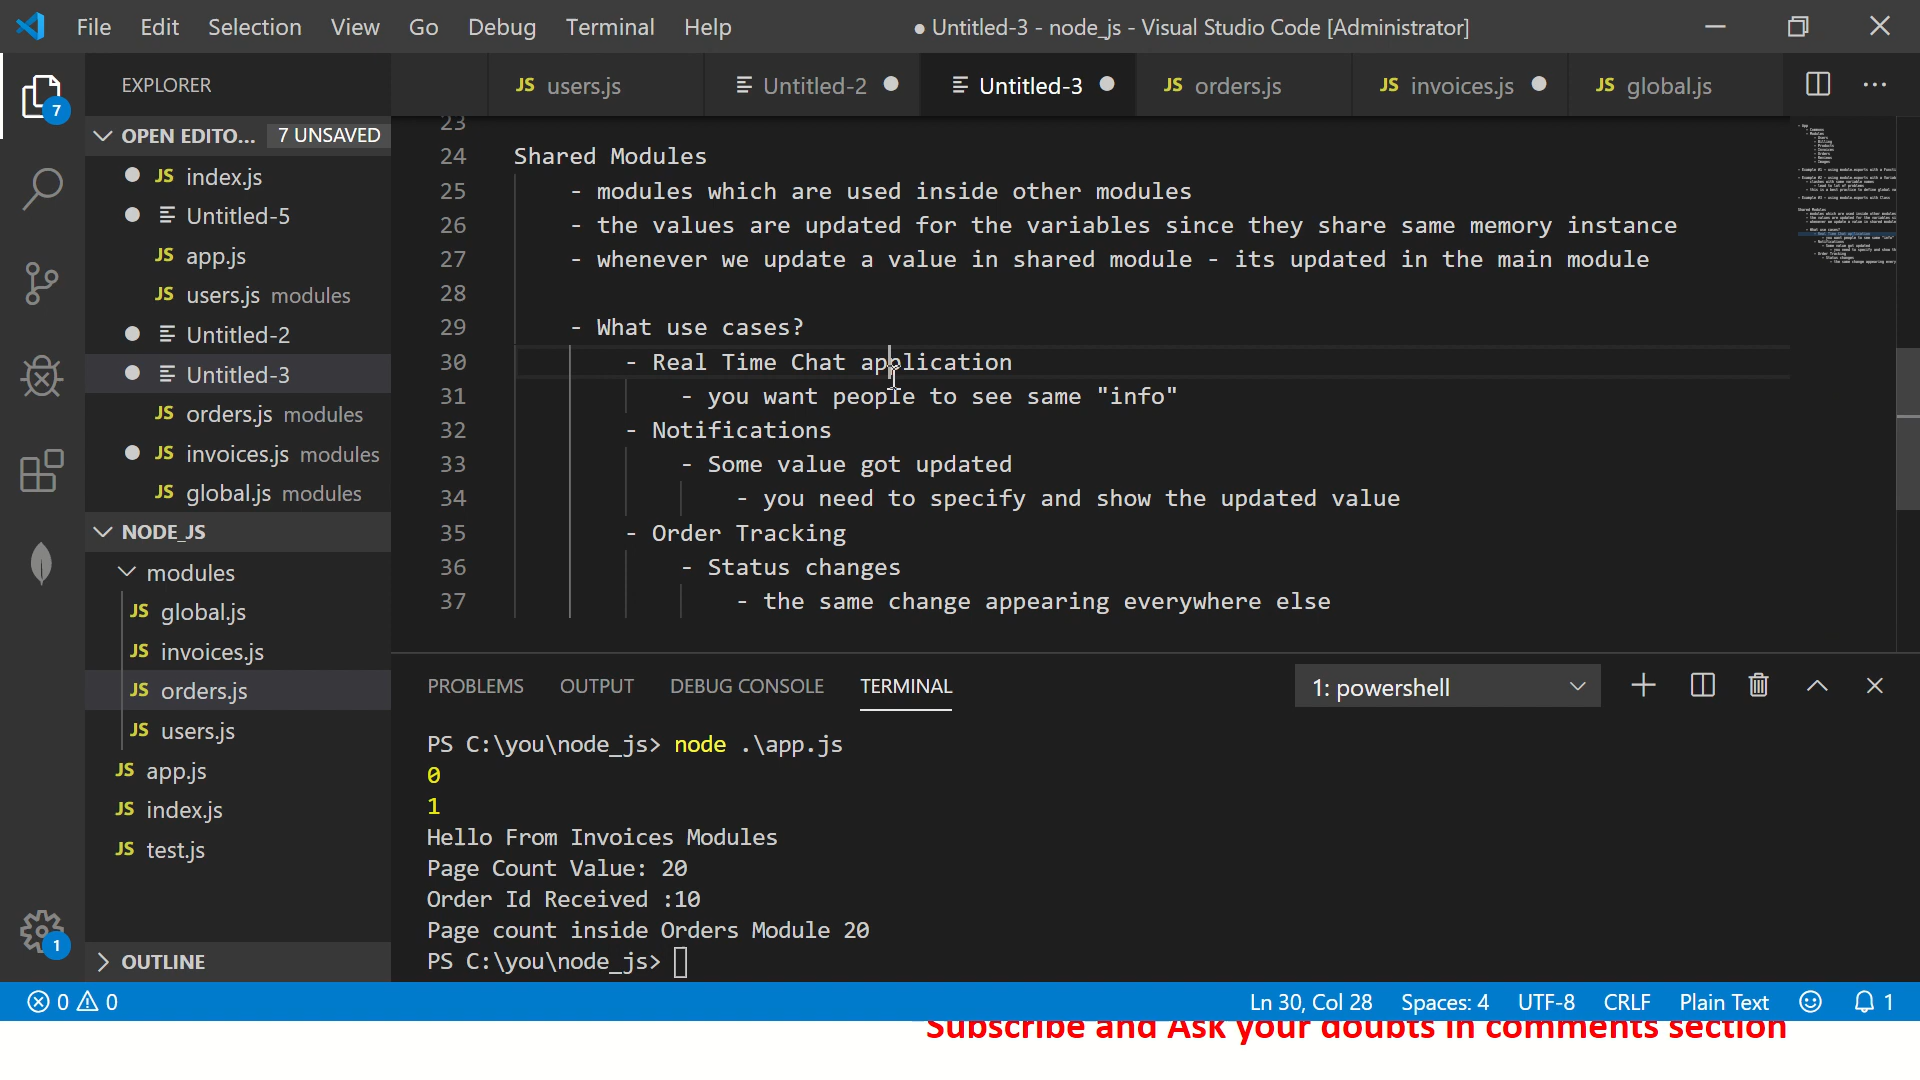 File Edit Selection View Go Debug Terminal Help ● Untitled-3 - node_js - Visual Studio Code [Administrator]
EXPLORER
JS users.js Untitled-2 Untitled-3 JS orders.js JS invoices.js JS global.js
7
OPEN EDITO... 7 UNSAVED
JS index.js
Untitled-5
JS app.js
JS users.js modules
Untitled-2
Untitled-3
JS orders.js modules
JS invoices.js modules
JS global.js modules
NODE_JS
modules
JS global.js
JS invoices.js
JS orders.js
JS users.js
JS app.js
JS index.js
JS test.js
1
OUTLINE
23
24 Shared Modules
25 - modules which are used inside other modules
26 - the values are updated for the variables since they share same memory instance
27 - whenever we update a value in shared module - its updated in the main module
28
29 - What use cases?
30 - Real Time Chat application
31 - you want people to see same "info"
32 - Notifications
33 - Some value got updated
34 - you need to specify and show the updated value
35 - Order Tracking
36 - Status changes
37 - the same change appearing everywhere else
PROBLEMS OUTPUT DEBUG CONSOLE TERMINAL 1: powershell
PS C:\you\node_js> node .\app.js
0
1
Hello From Invoices Modules
Page Count Value: 20
Order Id Received :10
Page count inside Orders Module 20
PS C:\you\node_js>
0 0 Ln 30, Col 28 Spaces: 4 UTF-8 CRLF Plain Text 1
Subscribe and Ask your doubts in comments section